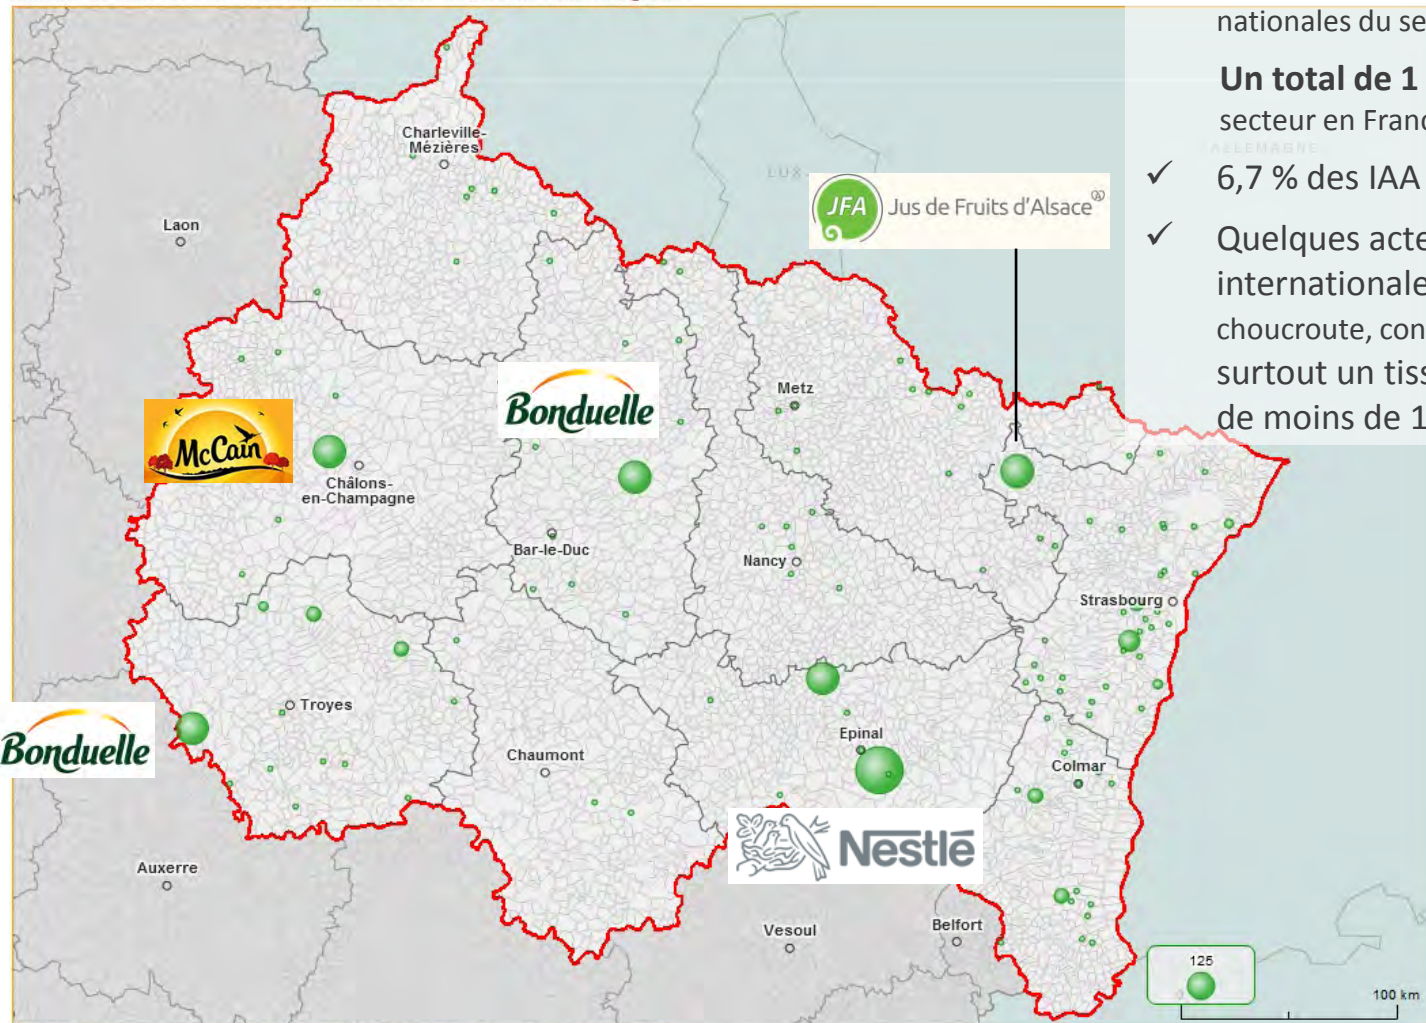 nationales du se
Un total de 1
secteur en Franc
ALLEMAGNE
✓ 6,7 % des IAA
✓ Quelques acte
internationale
choucroute, con
surtout un tiss
de moins de 1
Charleville-
Mézières
LUX.
JFA Jus de Fruits d'Alsace
Laon
Bonduelle
Metz
McCain
Châlons-
en-Champagne
Bar-le-Duc
Nancy
Strasbourg
Troyes
Bonduelle
Chaumont
Epinal
Colmar
Nestlé
Auxerre
Vesoul
Belfort
125
100 km